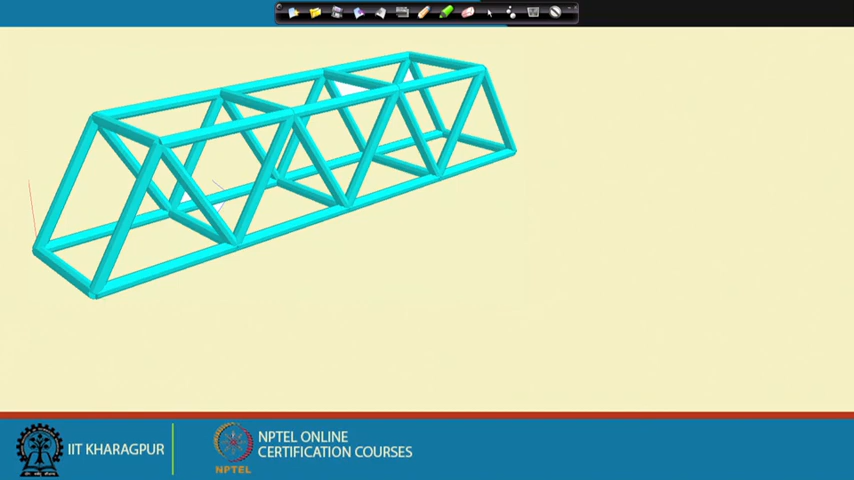 IIT KHARAGPUR
NPTEL
NPTEL ONLINE
CERTIFICATION COURSES